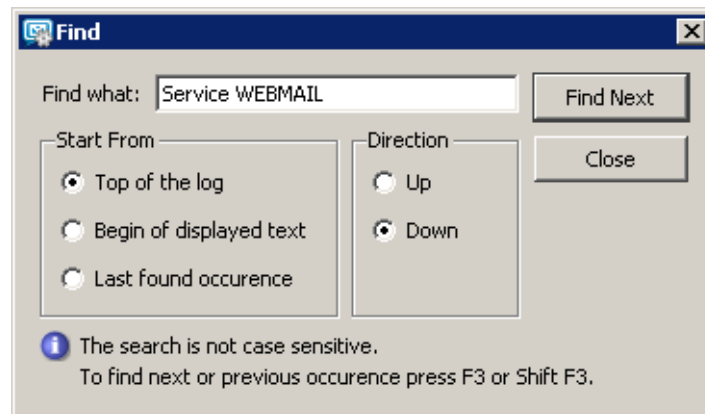 Find
Find what: Service WEBMAIL
Find Next
Close
Start From
Top of the log
Begin of displayed text
Last found occurence
Direction
Up
Down
The search is not case sensitive.
To find next or previous occurence press F3 or Shift F3.